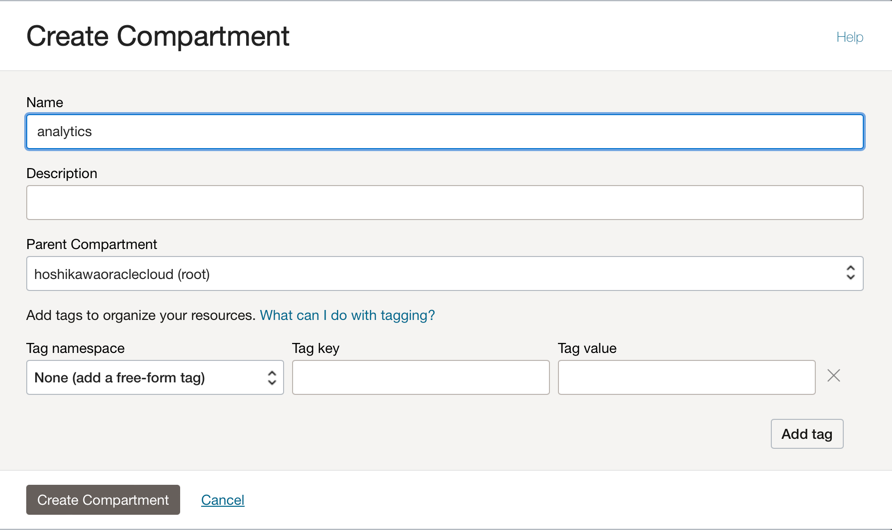 Create Compartment
Help
Name
analytics
Description
Parent Compartment
hoshikawaoraclecloud (root)
Add tags to organize your resources. What can I do with tagging?
Tag namespace Tag key Tag value
None (add a free-form tag)
Add tag
Create Compartment Cancel